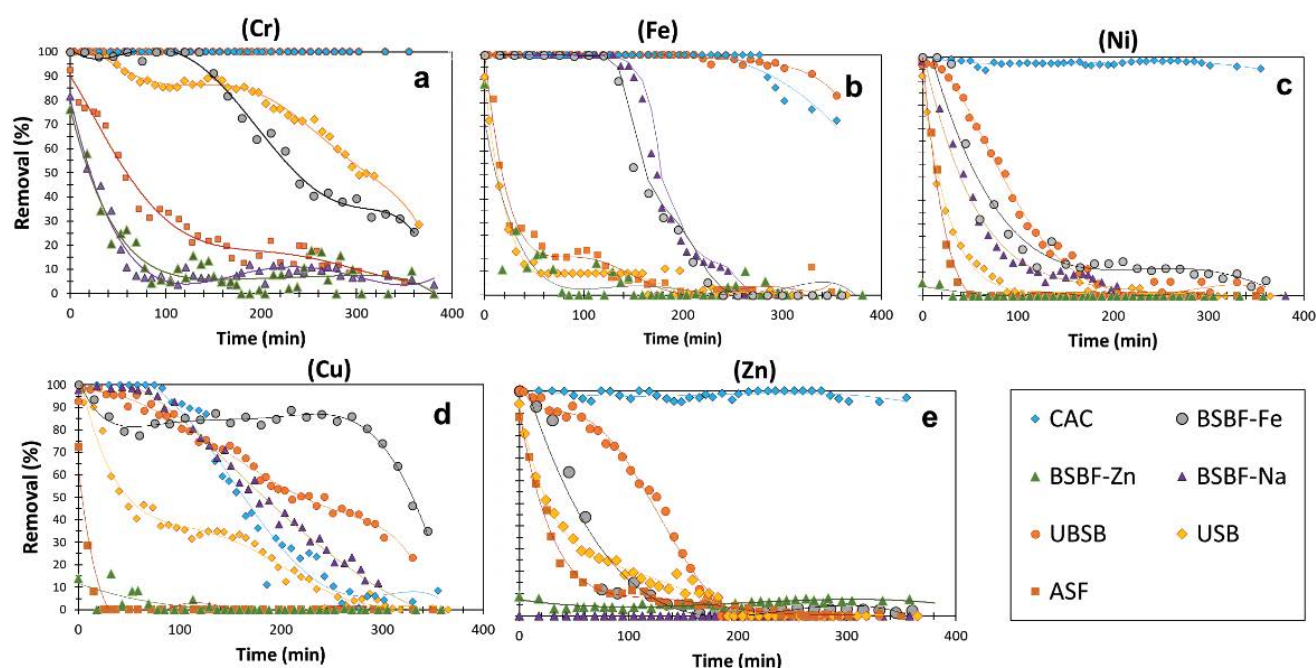 (Cr)
(Fe)
(Ni)
a
b
c
Removal (%)
100
90
80
70
60
50
40
30
20
10
0
0
100
200
300
400
0
100
200
300
400
0
100
200
300
400
Time (min)
Time (min)
Time (min)
(Cu)
(Zn)
d
e
Removal (%)
100
90
80
70
60
50
40
30
20
10
0
0
100
200
300
400
0
100
200
300
400
Time (min)
Time (min)
CAC
BSBF-Fe
BSBF-Zn
BSBF-Na
UBSB
USB
ASF